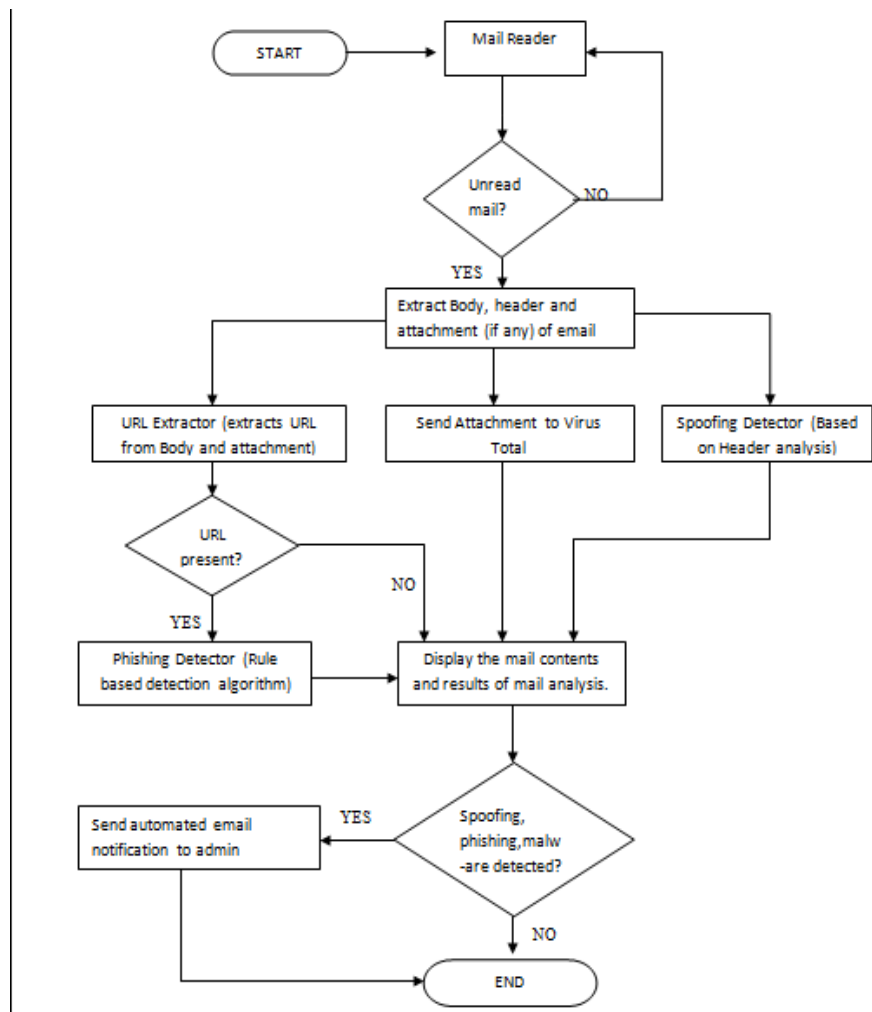 START
Mail Reader
Unread
mail?
NO
YES
Extract Body, header and
attachment (if any) of email
URL Extractor (extracts URL
from Body and attachment)
Send Attachment to Virus
Total
Spoofing Detector (Based
on Header analysis)
URL
present?
NO
YES
Phishing Detector (Rule
based detection algorithm)
Display the mail contents
and results of mail analysis.
Spoofing,
phishing,malw
-are detected?
YES
Send automated email
notification to admin
NO
END